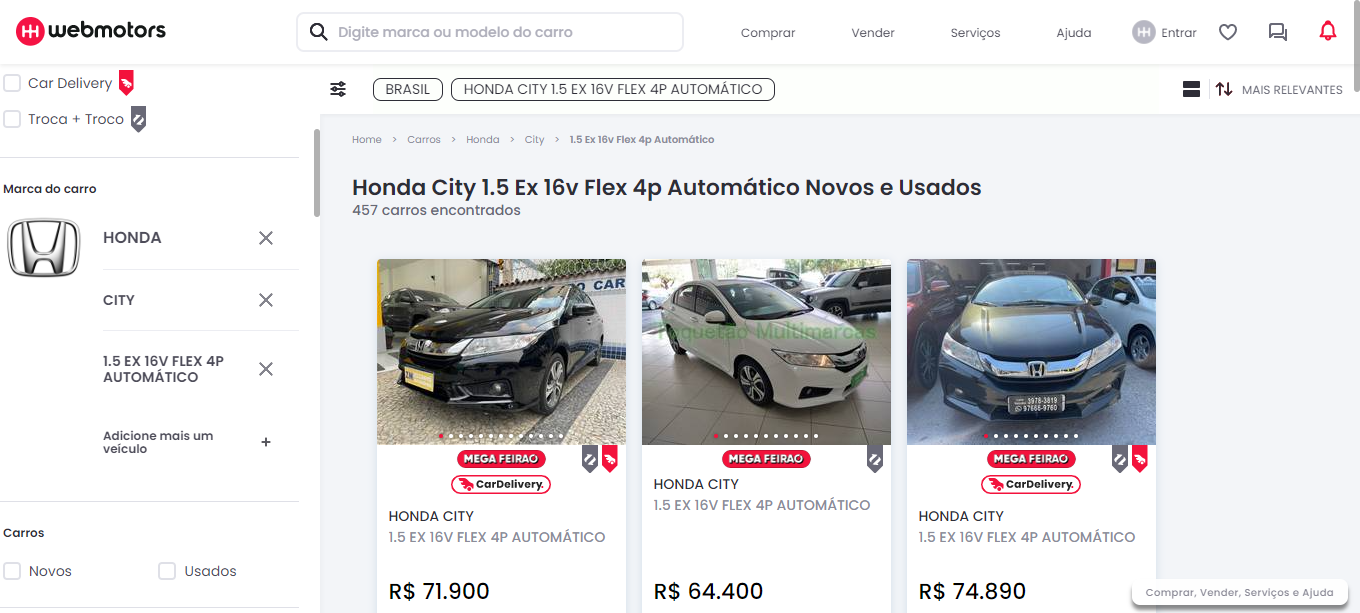 webmotors
Digite marca ou modelo do carro
Comprar
Vender
Serviços
Ajuda
Entrar
Car Delivery
Troca + Troco
BRASIL
HONDA CITY 1.5 EX 16V FLEX 4P AUTOMÁTICO
MAIS RELEVANTES
Marca do carro
HONDA
CITY
1.5 EX 16V FLEX 4P
AUTOMÁTICO
Adicione mais um
veículo
Carros
Novos
Usados
Home > Carros > Honda > City > 1.5 Ex 16v Flex 4p Automático
Honda City 1.5 Ex 16v Flex 4p Automático Novos e Usados
457 carros encontrados
CAR
MEGA FEIRAO
CarDelivery.
HONDA CITY
1.5 EX 16V FLEX 4P AUTOMÁTICO
R$ 71.900
Multimarcas
MEGA FEIRAO
HONDA CITY
1.5 EX 16V FLEX 4P AUTOMÁTICO
R$ 64.400
3978-3819
97666-9760
MEGA FEIRAO
CarDelivery.
HONDA CITY
1.5 EX 16V FLEX 4P AUTOMÁTICO
R$ 74.890
Comprar, Vender, Serviços e Ajuda